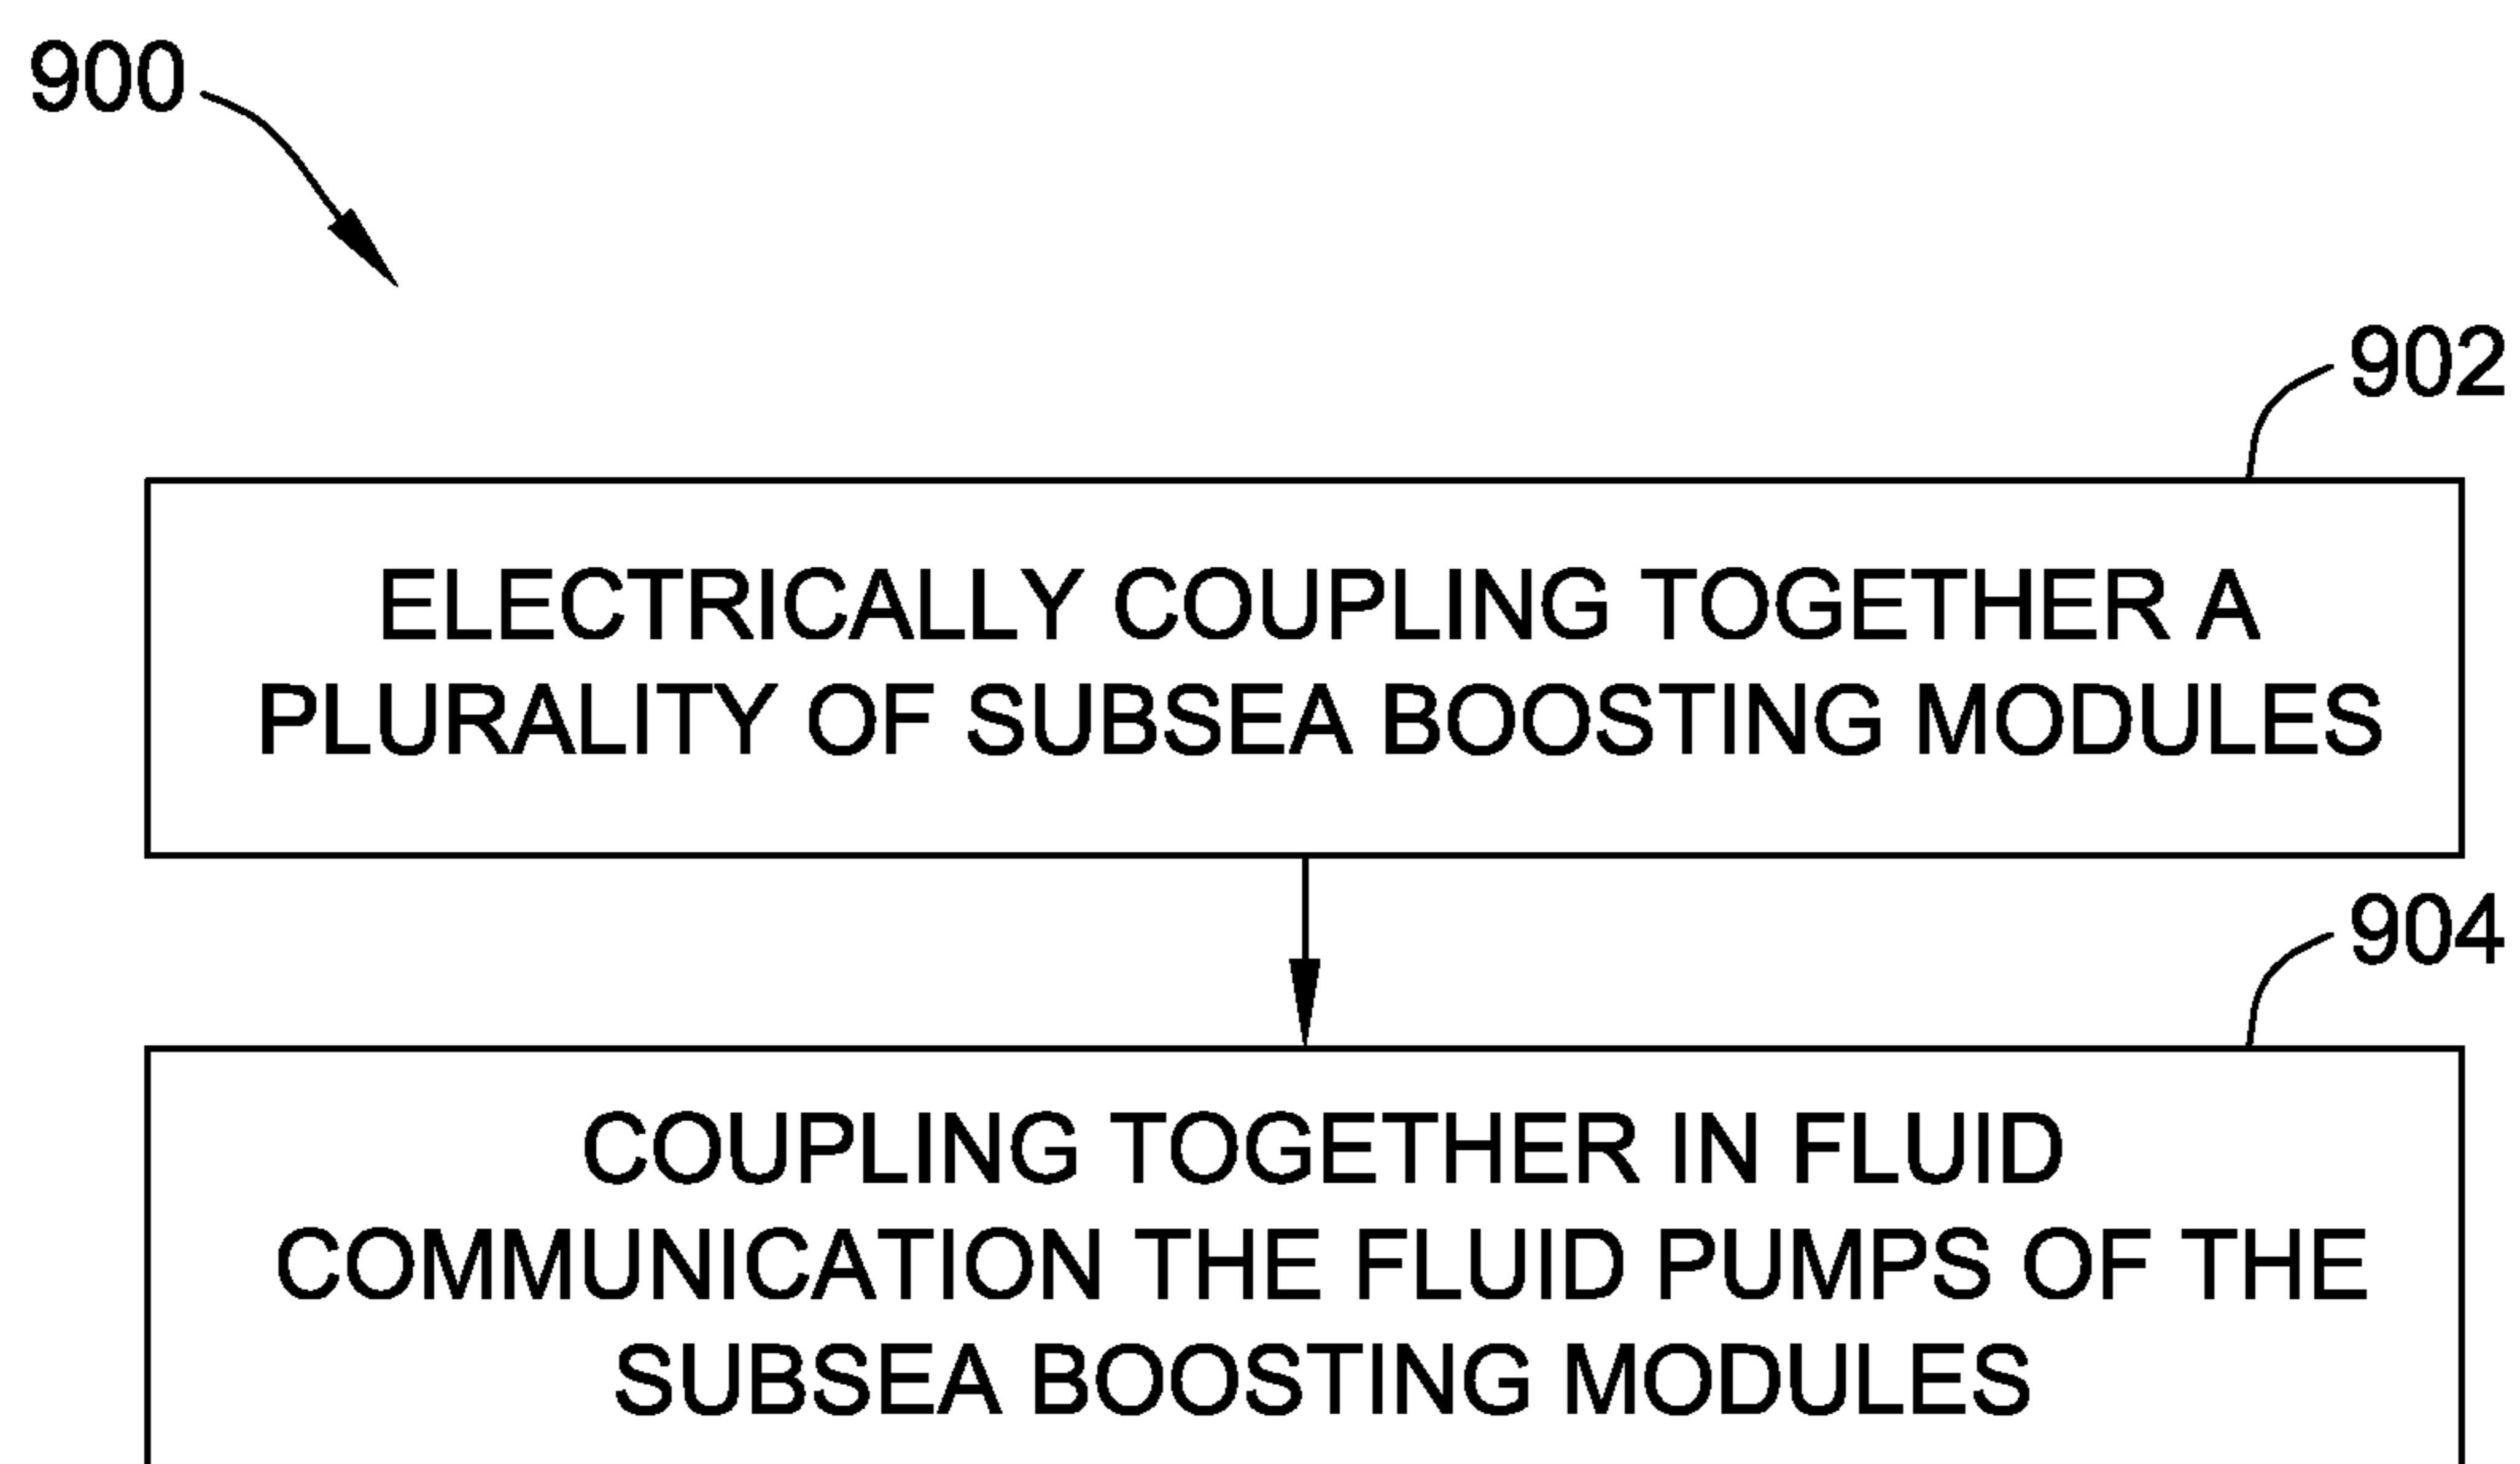 900
902
ELECTRICALLY COUPLING TOGETHER A
PLURALITY OF SUBSEA BOOSTING MODULES
904
COUPLING TOGETHER IN FLUID
COMMUNICATION THE FLUID PUMPS OF THE
SUBSEA BOOSTING MODULES